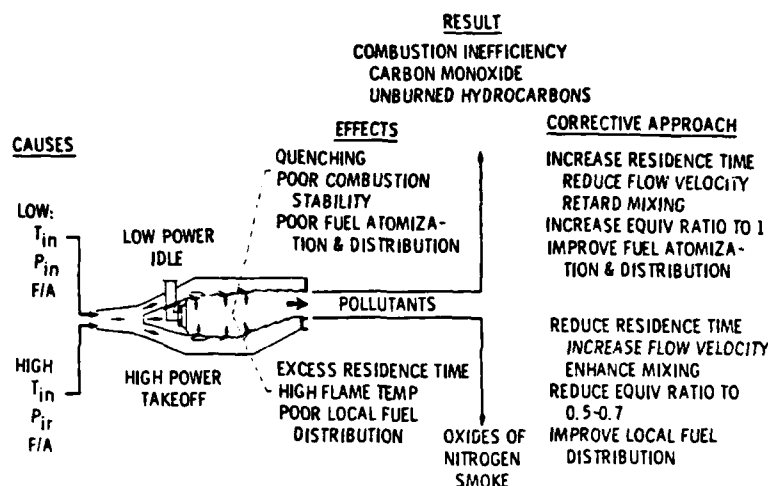 RESULT
COMBUSTION INEFFICIENCY
CARBON MONOXIDE
UNBURNED HYDROCARBONS
CAUSES
LOW:
Tin
Pin
F/A
HIGH
Tin
Pin
F/A
LOW POWER
IDLE
HIGH POWER
TAKEOFF
EFFECTS
QUENCHING
POOR COMBUSTION
STABILITY
POOR FUEL ATOMIZA-
TION & DISTRIBUTION
POLLUTANTS
EXCESS RESIDENCE TIME
HIGH FLAME TEMP
POOR LOCAL FUEL
DISTRIBUTION
OXIDES OF
NITROGEN
SMOKE
CORRECTIVE APPROACH
INCREASE RESIDENCE TIME
REDUCE FLOW VELOCITY
RETARD MIXING
INCREASE EQUIV RATIO TO 1
IMPROVE FUEL ATOMIZA-
TION & DISTRIBUTION
REDUCE RESIDENCE TIME
INCREASE FLOW VELOCITY
ENHANCE MIXING
REDUCE EQUIV RATIO TO
0.5-0.7
IMPROVE LOCAL FUEL
DISTRIBUTION